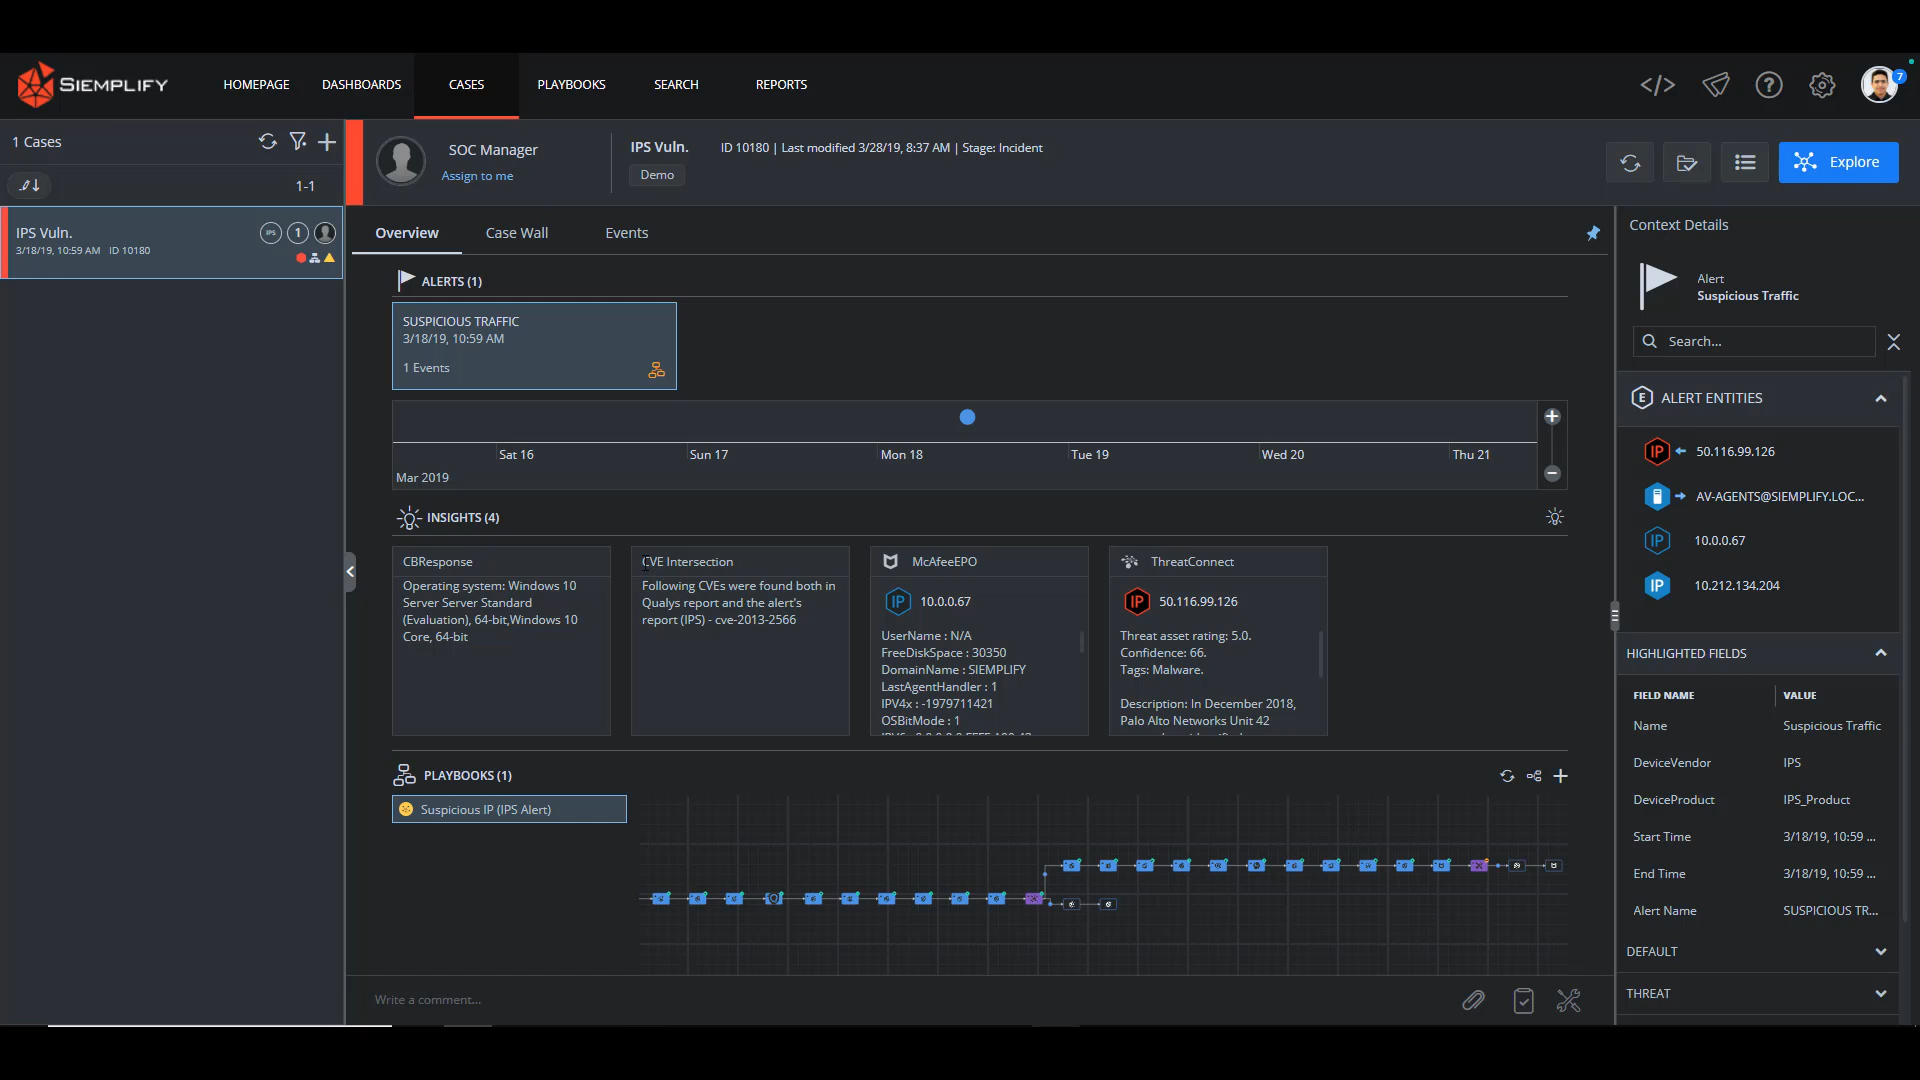 SIEMPLIFY
HOMEPAGE
DASHBOARDS
CASES
PLAYBOOKS
SEARCH
REPORTS
7
1 Cases
1-1
IPS Vuln.
IPS
1
3/18/19, 10:59 AM ID 10180
SOC Manager
Assign to me
IPS Vuln.
ID 10180 | Last modified 3/28/19, 8:37 AM | Stage: Incident
Demo
Explore
Overview
Case Wall
Events
ALERTS (1)
SUSPICIOUS TRAFFIC
3/18/19, 10:59 AM
1 Events
Sat 16
Sun 17
Mon 18
Tue 19
Wed 20
Thu 21
Mar 2019
INSIGHTS (4)
CBResponse
Operating system: Windows 10
Server Server Standard
(Evaluation), 64-bit,Windows 10
Core, 64-bit
CVE Intersection
Following CVEs were found both in
Qualys report and the alert's
report (IPS) - cve-2013-2566
McAfeeEPO
IP
10.0.0.67
UserName : N/A
FreeDiskSpace : 30350
DomainName : SIEMPLIFY
LastAgentHandler : 1
IPV4x : -1979711421
OSBitMode : 1
ThreatConnect
IP
50.116.99.126
Threat asset rating: 5.0.
Confidence: 66.
Tags: Malware.
Description: In December 2018,
Palo Alto Networks Unit 42
PLAYBOOKS (1)
Suspicious IP (IPS Alert)
Write a comment...
Context Details
Alert
Suspicious Traffic
Search...
E
ALERT ENTITIES
IP
50.116.99.126
AV-AGENTS@SIEMPLIFY.LOC...
IP
10.0.0.67
IP
10.212.134.204
HIGHLIGHTED FIELDS
FIELD NAME
VALUE
Name
Suspicious Traffic
DeviceVendor
IPS
DeviceProduct
IPS_Product
Start Time
3/18/19, 10:59 ...
End Time
3/18/19, 10:59 ...
Alert Name
SUSPICIOUS TR...
DEFAULT
THREAT